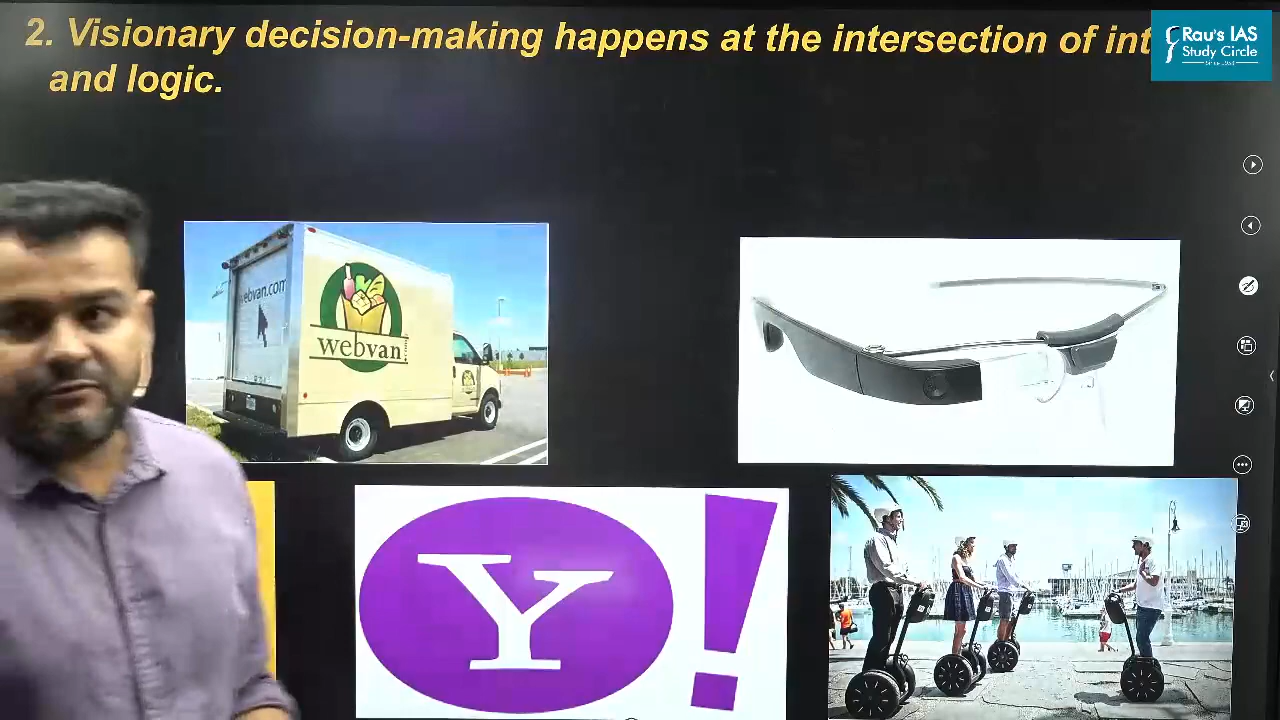 2. Visionary decision-making happens at the intersection of int
and logic.
Rau's IAS
Study Circle
webvan.com
webvan
Y!